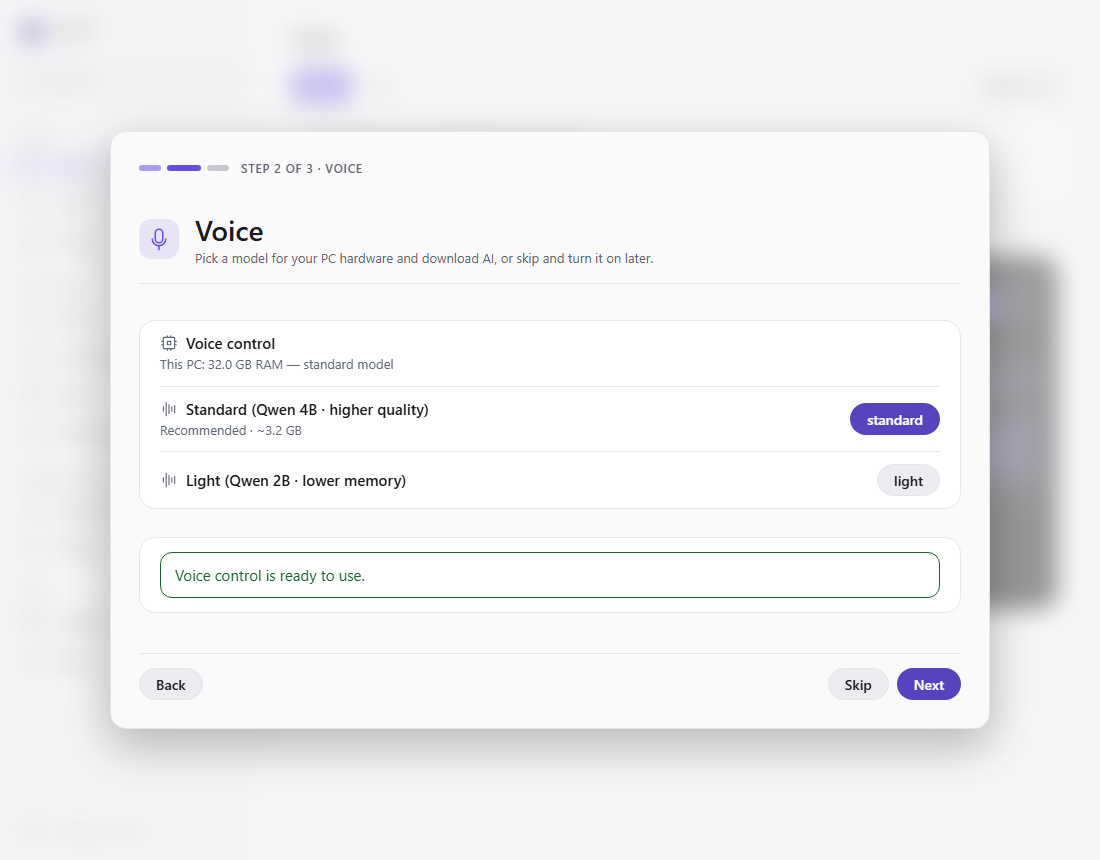 STEP 2 OF 3 · VOICE
Voice
Pick a model for your PC hardware and download AI, or skip and turn it on later.
Voice control
This PC: 32.0 GB RAM — standard model
Standard (Qwen 4B · higher quality)
Recommended · ~3.2 GB
standard
Light (Qwen 2B · lower memory)
light
Voice control is ready to use.
Back
Skip
Next